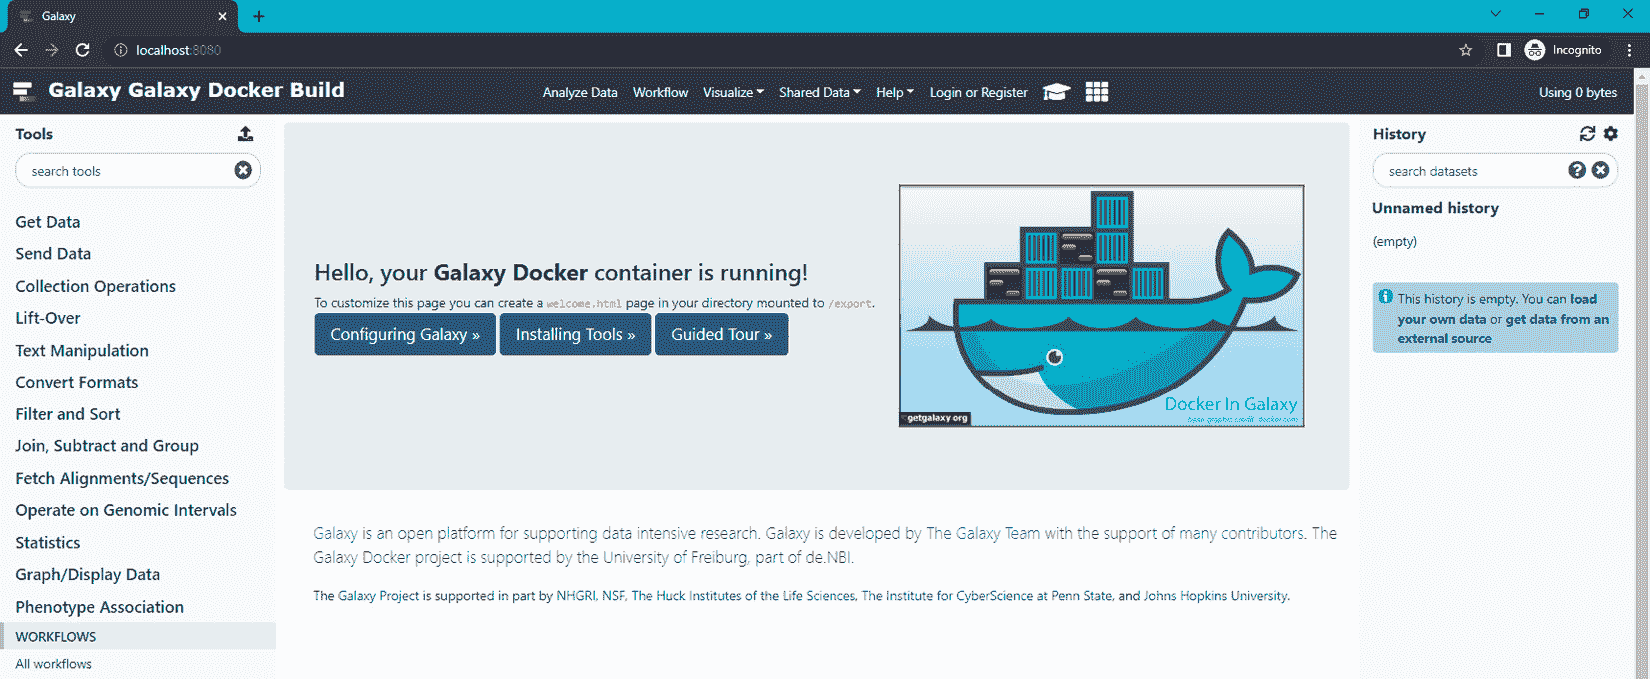 Galaxy
localhost:8080
Incognito
Galaxy Galaxy Docker Build
Analyze Data Workflow Visualize Shared Data Help Login or Register
Using 0 bytes
Tools
search tools
Get Data
Send Data
Collection Operations
Lift-Over
Text Manipulation
Convert Formats
Filter and Sort
Join, Subtract and Group
Fetch Alignments/Sequences
Operate on Genomic Intervals
Statistics
Graph/Display Data
Phenotype Association
WORKFLOWS
All workflows
Hello, your Galaxy Docker container is running!
To customize this page you can create a welcome.html page in your directory mounted to /export.
Configuring Galaxy » Installing Tools » Guided Tour »
Docker In Galaxy
base graphic credit: docker.com
getgalaxy.org
Galaxy is an open platform for supporting data intensive research. Galaxy is developed by The Galaxy Team with the support of many contributors. The
Galaxy Docker project is supported by the University of Freiburg, part of de.NBI.
The Galaxy Project is supported in part by NHGRI, NSF, The Huck Institutes of the Life Sciences, The Institute for CyberScience at Penn State, and Johns Hopkins University.
History
search datasets
Unnamed history
(empty)
This history is empty. You can load
your own data or get data from an
external source